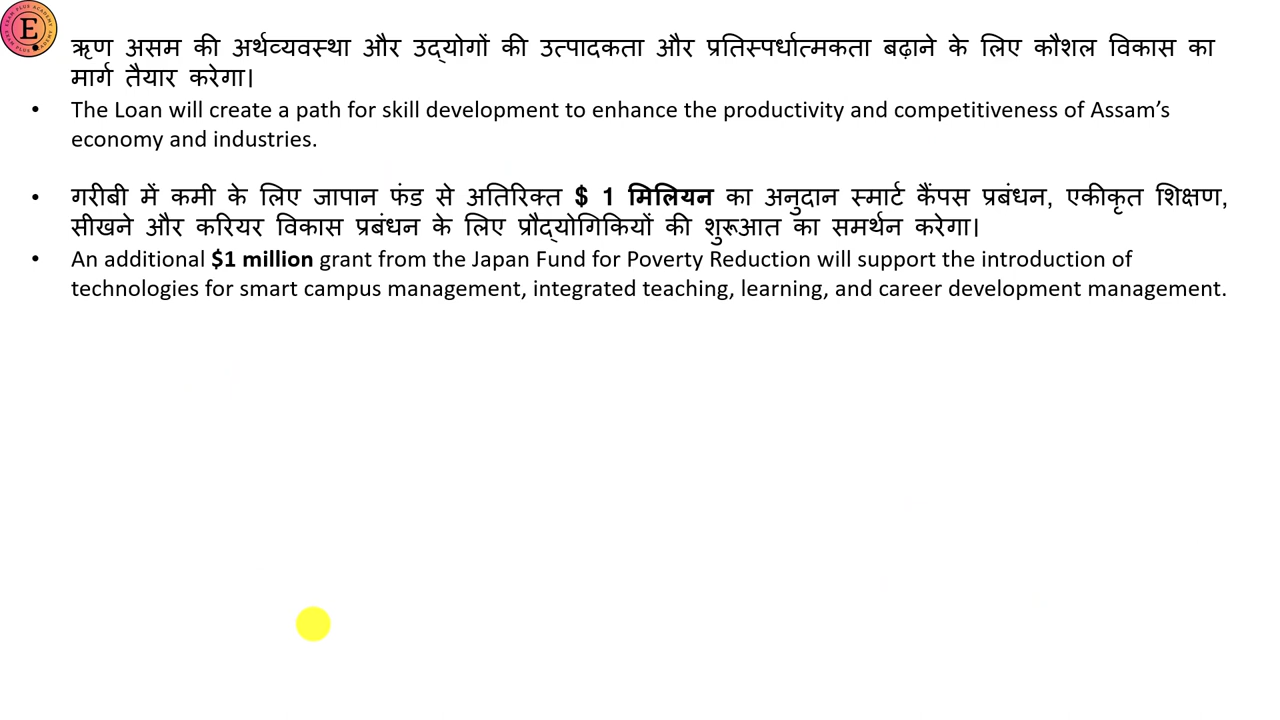 E
EXAM PLUS ACADEMY
ऋण असम की अर्थव्यवस्था और उद्योगों की उत्पादकता और प्रतिस्पर्धात्मकता बढ़ाने के लिए कौशल विकास का
मार्ग तैयार करेगा।
• The Loan will create a path for skill development to enhance the productivity and competitiveness of Assam’s
economy and industries.
• गरीबी में कमी के लिए जापान फंड से अतिरिक्त $ 1 मिलियन का अनुदान स्मार्ट कैंपस प्रबंधन, एकीकृत शिक्षण,
सीखने और करियर विकास प्रबंधन के लिए प्रौद्योगिकियों की शुरूआत का समर्थन करेगा।
• An additional $1 million grant from the Japan Fund for Poverty Reduction will support the introduction of
technologies for smart campus management, integrated teaching, learning, and career development management.